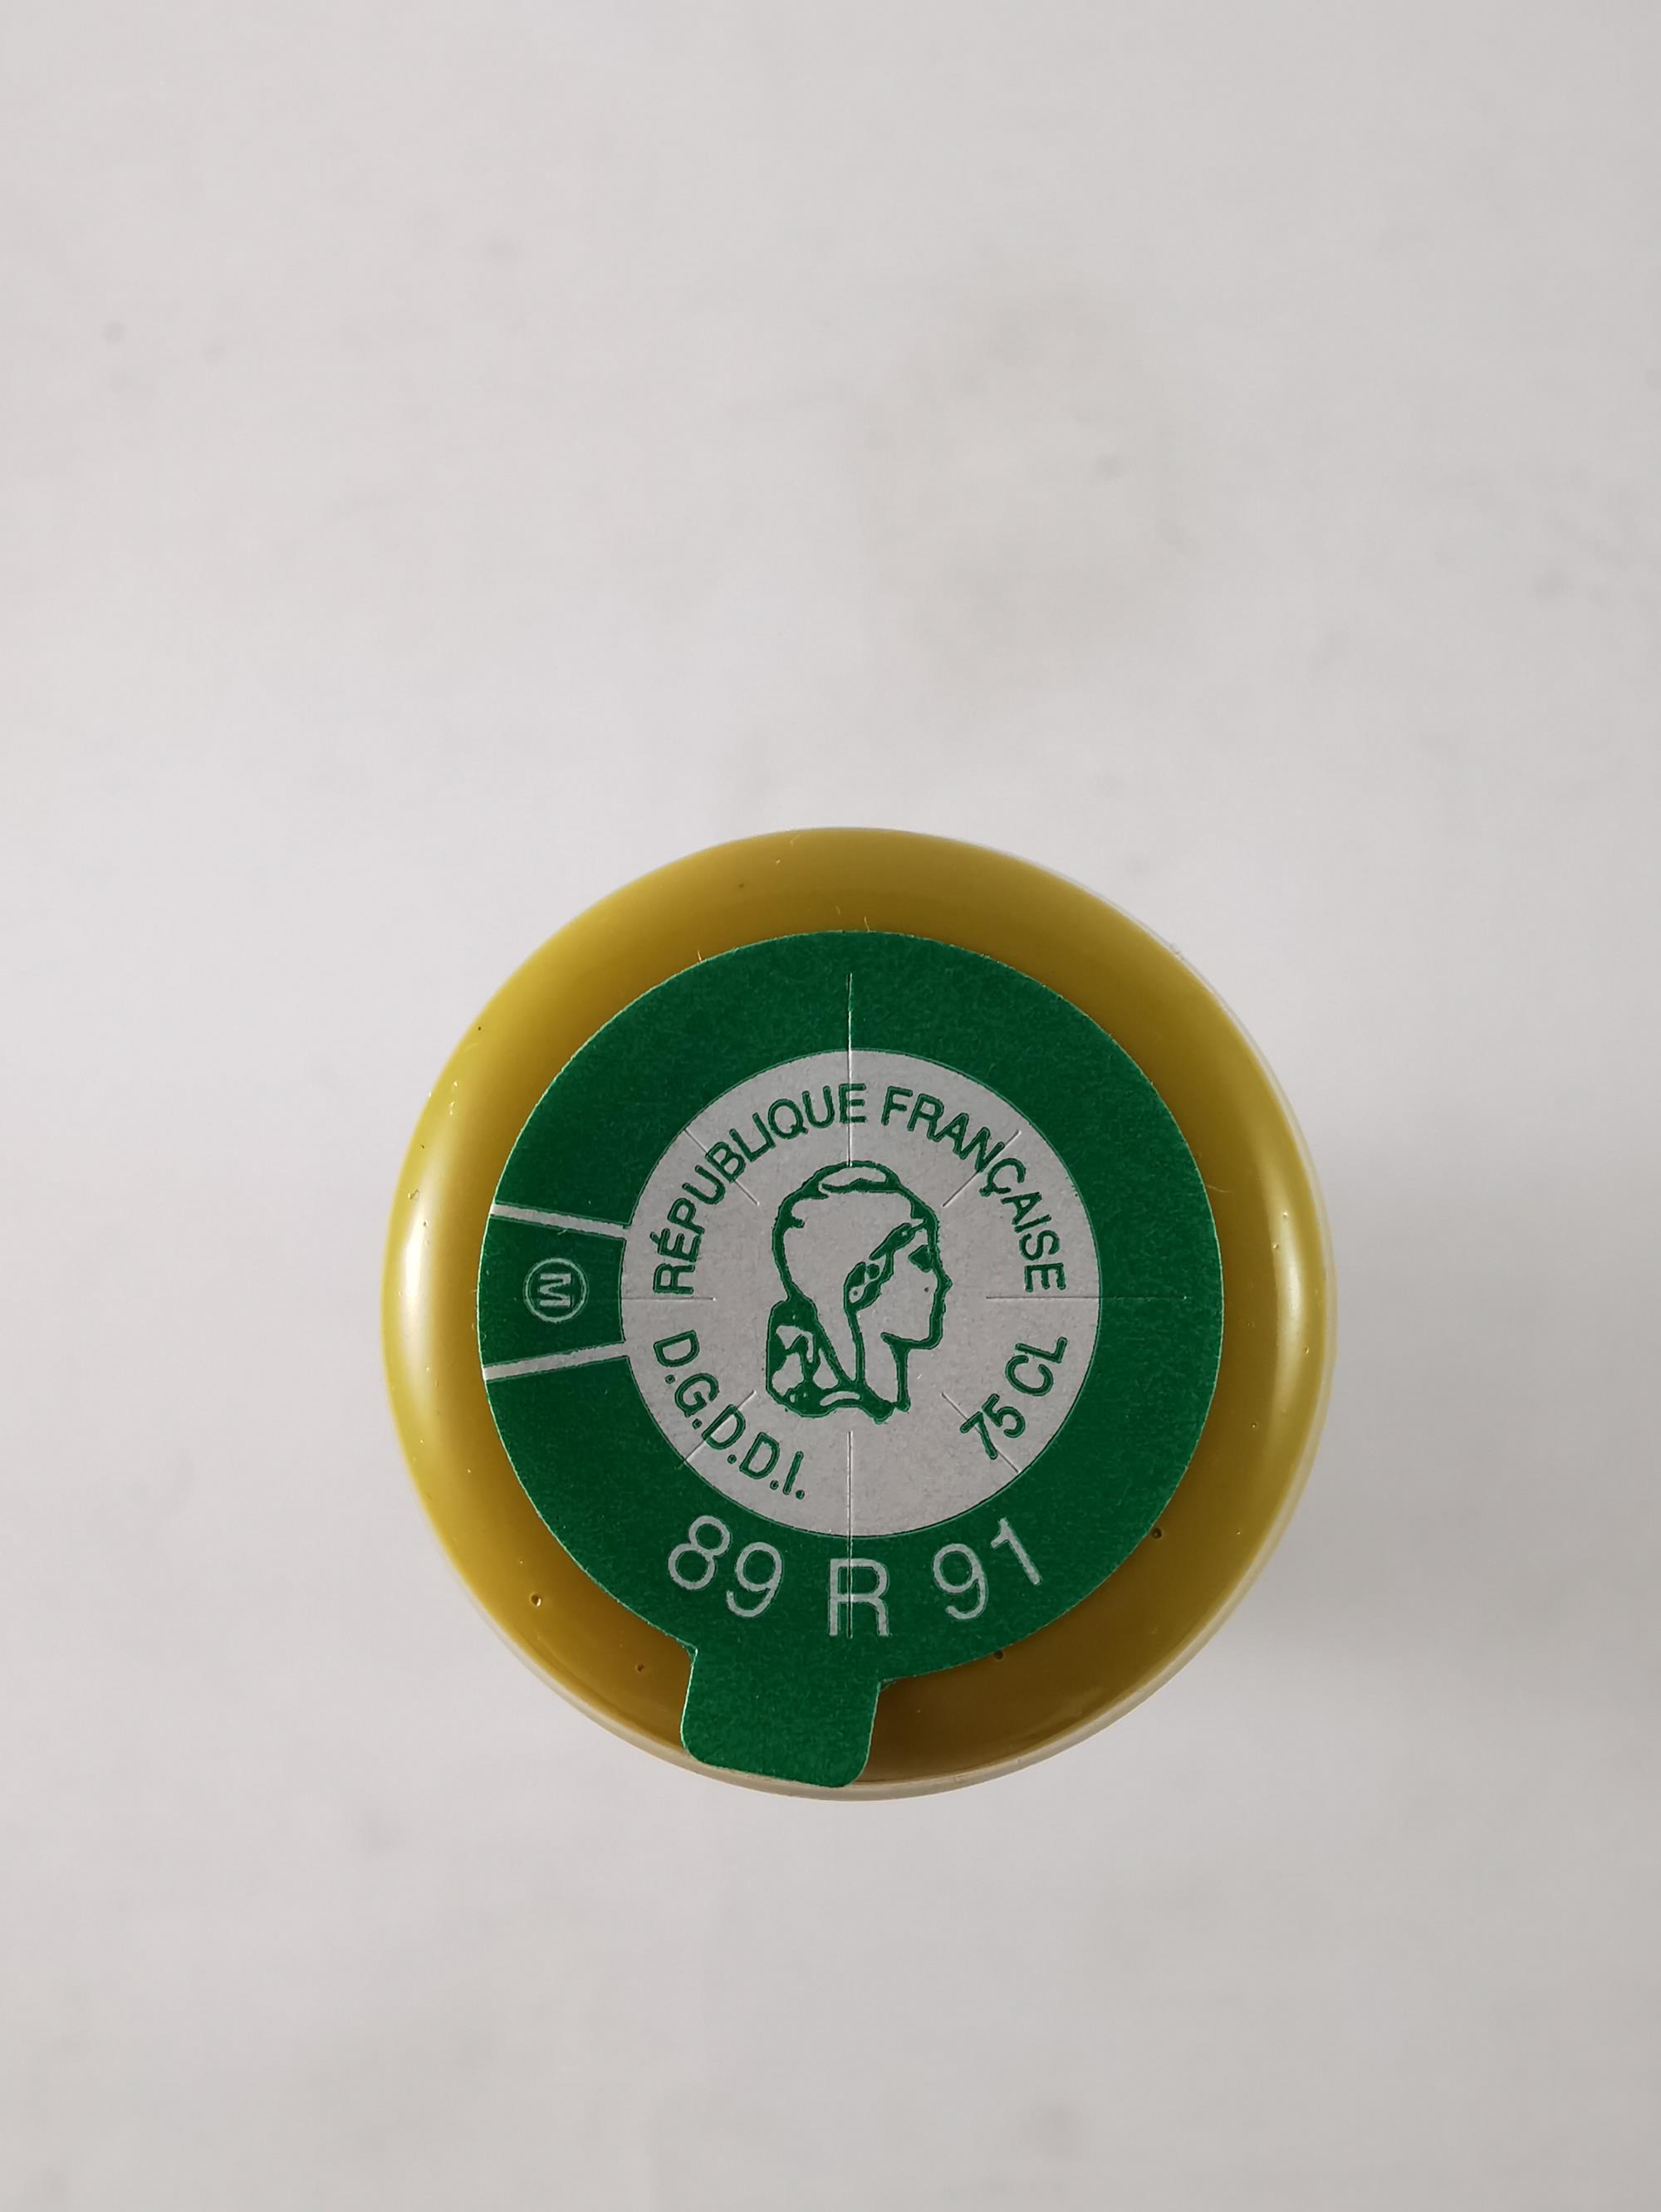 RÉPUBLIQUE FRANÇAISE
M
D.G.D.D.I.
75 CL
89 R 91